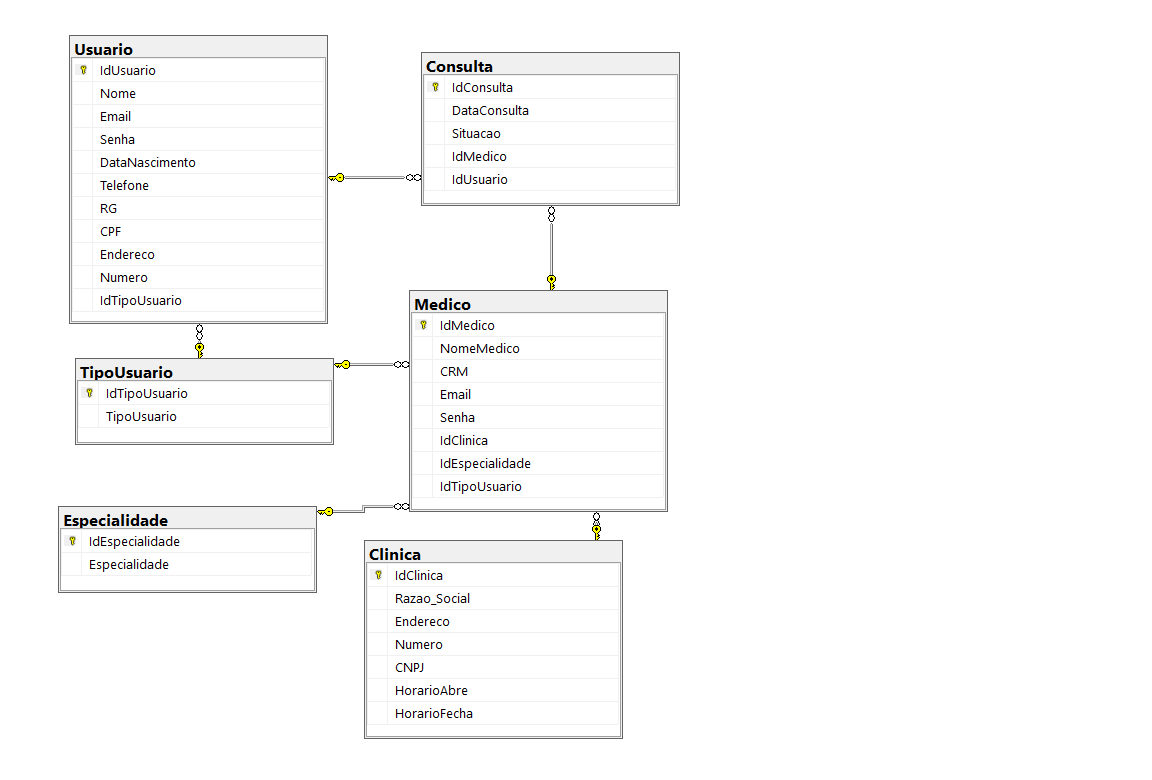 Usuario
IdUsuario
Nome
Email
Senha
DataNascimento
Telefone
RG
CPF
Endereco
Numero
IdTipoUsuario
Consulta
IdConsulta
DataConsulta
Situacao
IdMedico
IdUsuario
TipoUsuario
IdTipoUsuario
TipoUsuario
Medico
IdMedico
NomeMedico
CRM
Email
Senha
IdClinica
IdEspecialidade
IdTipoUsuario
Especialidade
IdEspecialidade
Especialidade
Clinica
IdClinica
Razao_Social
Endereco
Numero
CNPJ
HorarioAbre
HorarioFecha